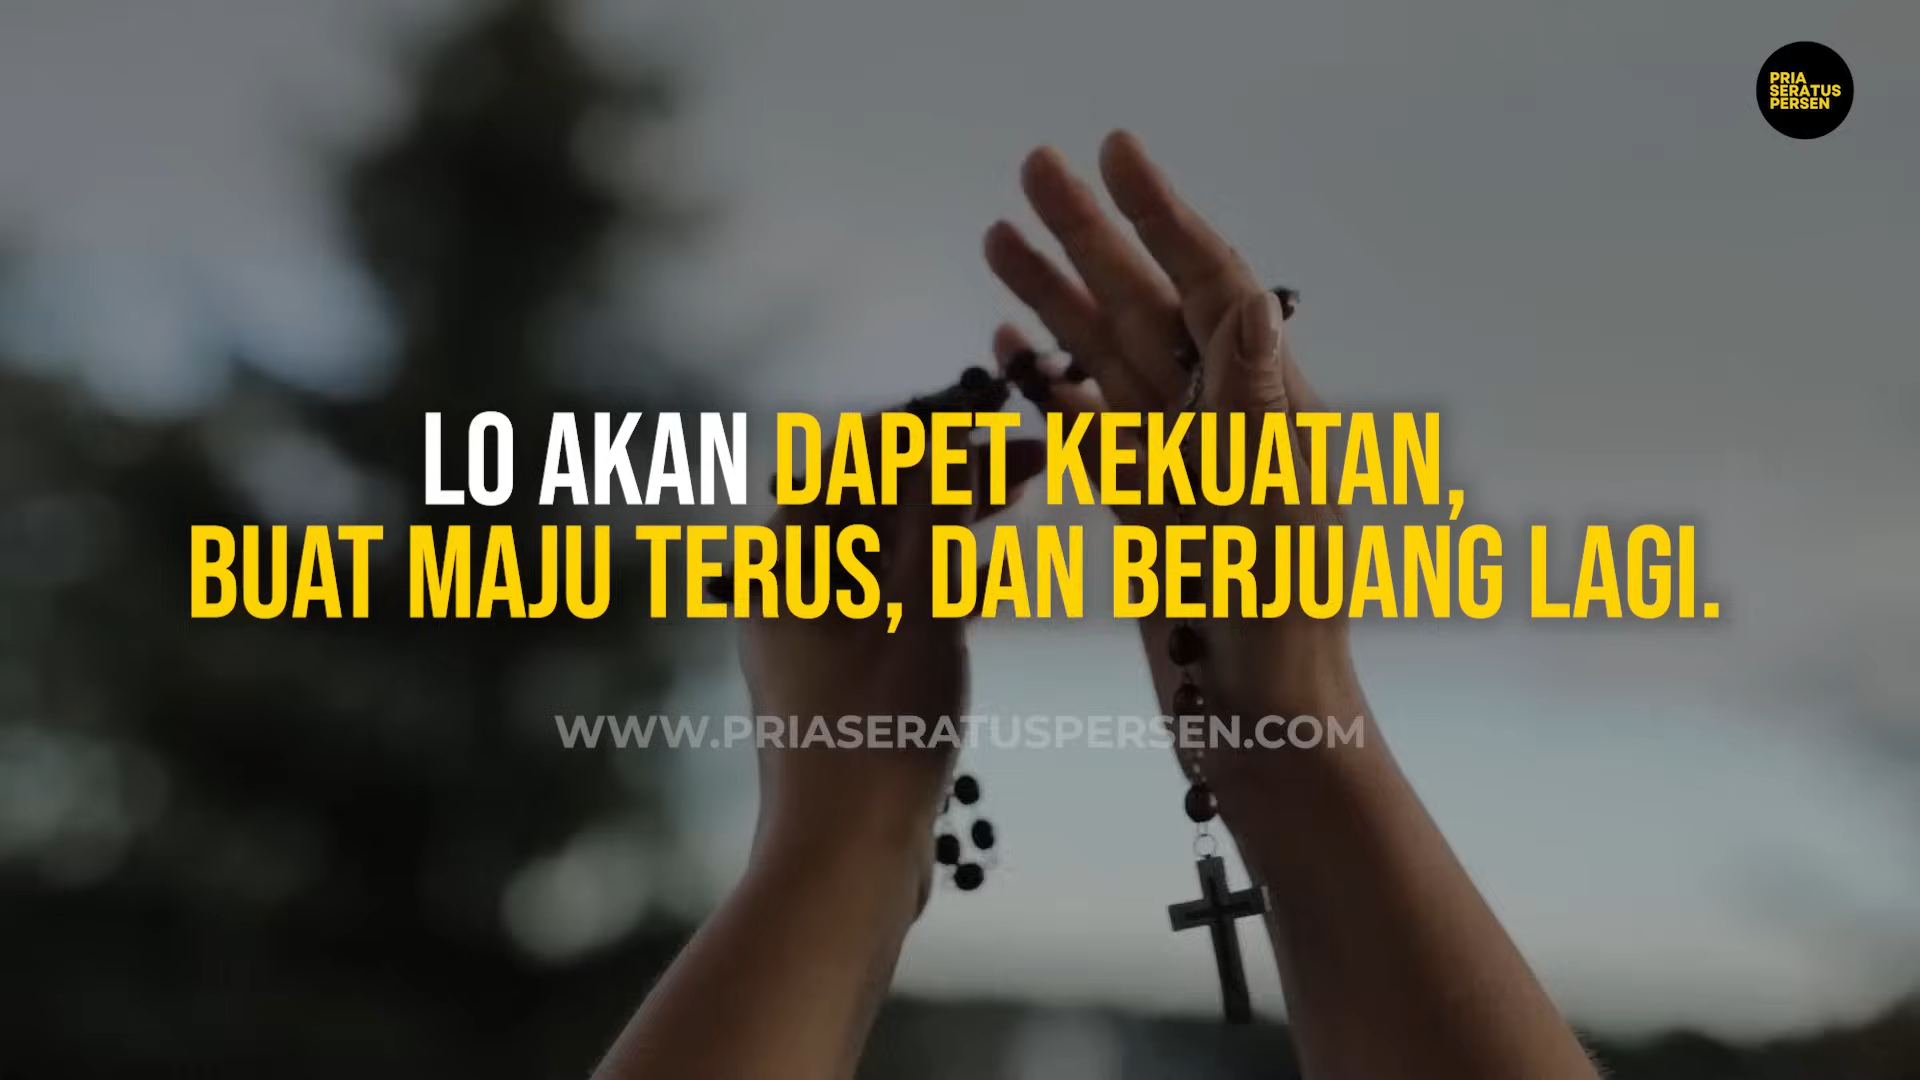 PRIA
SERATUS
PERSEN
LO AKAN DAPET KEKUATAN,
BUAT MAJU TERUS, DAN BERJUANG LAGI.
WWW.PRIASERATUSPERSEN.COM